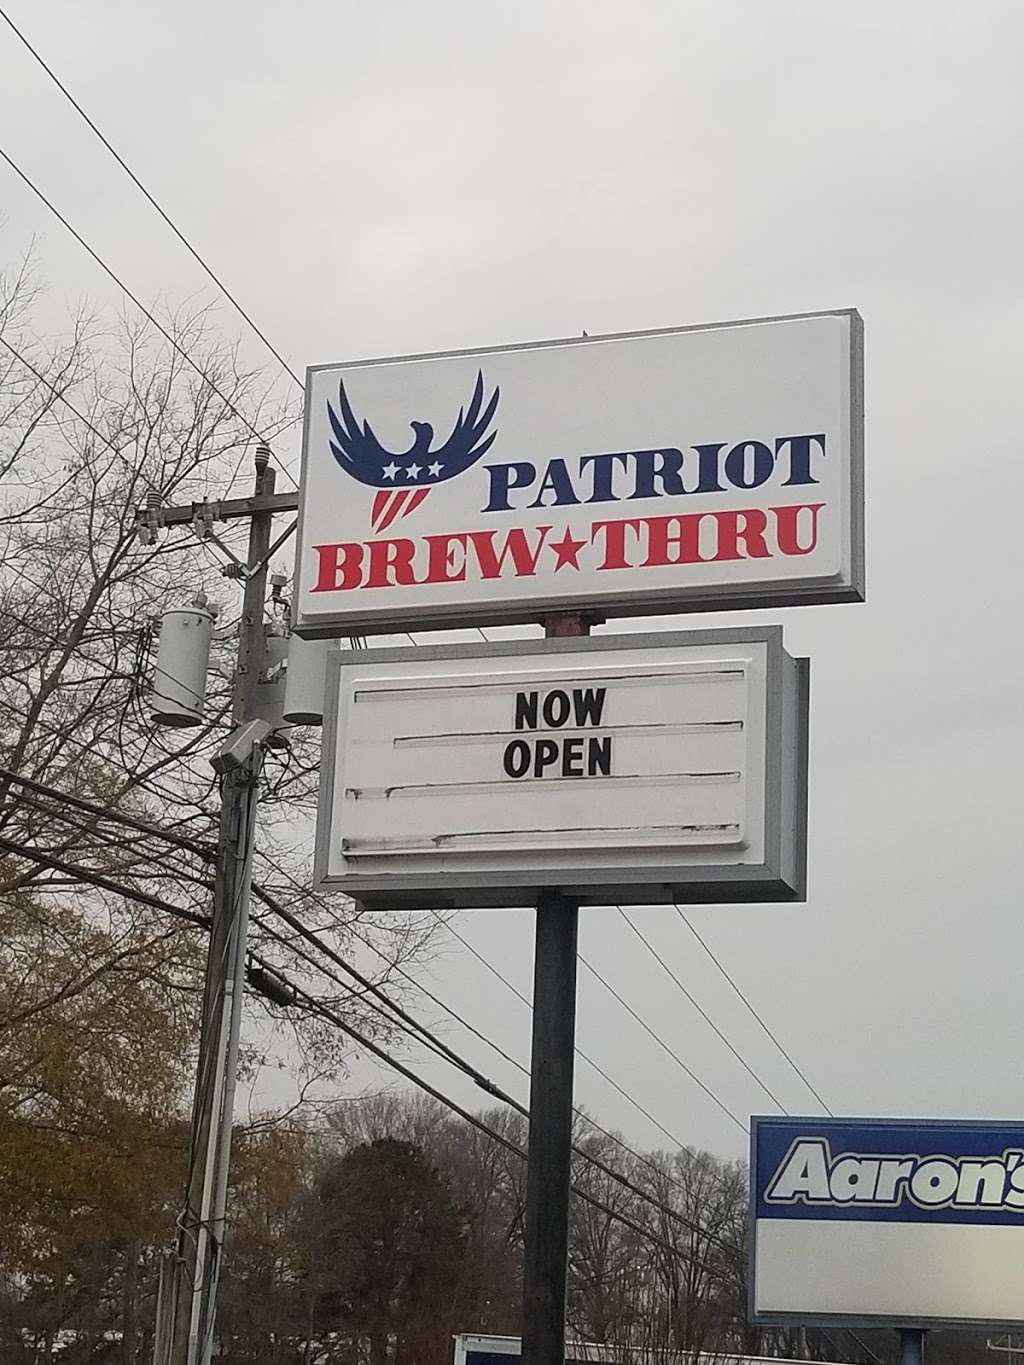 PATRIOT
BREW★THRU
NOW
OPEN
Aaron's